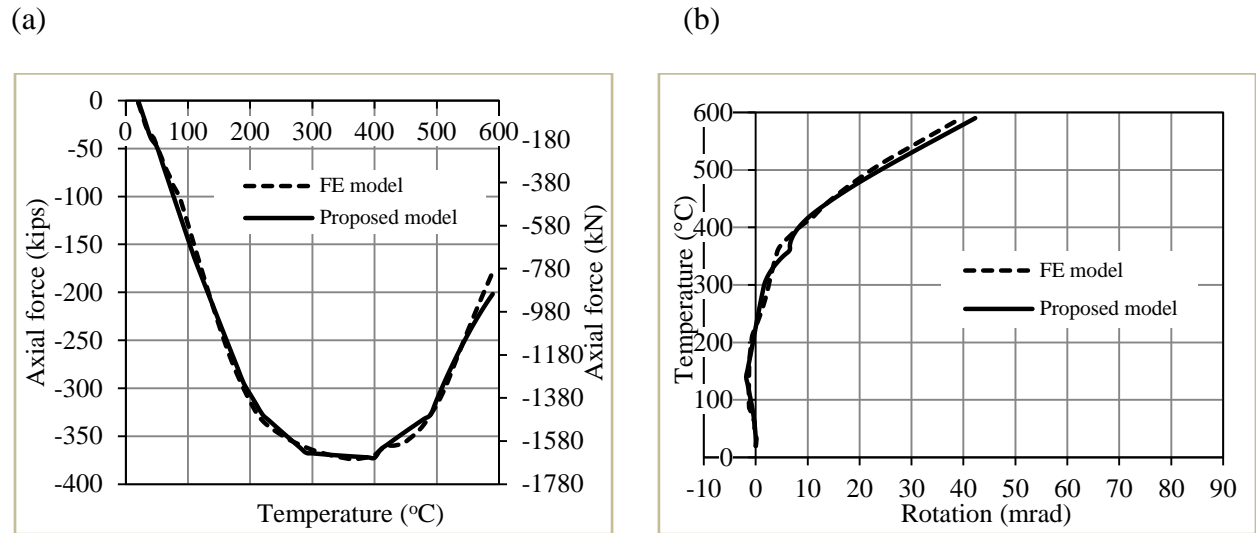 (a)
(b)
0
0 100 200 300 400 500 600
-50
-100
-150
-200
-250
-300
-350
-400
-180
-380
-580
-780
-980
-1180
-1380
-1580
-1780
FE model
Proposed model
Axial force (kips)
Axial force (kN)
Temperature (°C)
600
500
400
300
200
100
0
-10 0 10 20 30 40 50 60 70 80 90
FE model
Proposed model
Temperature (°C)
Rotation (mrad)